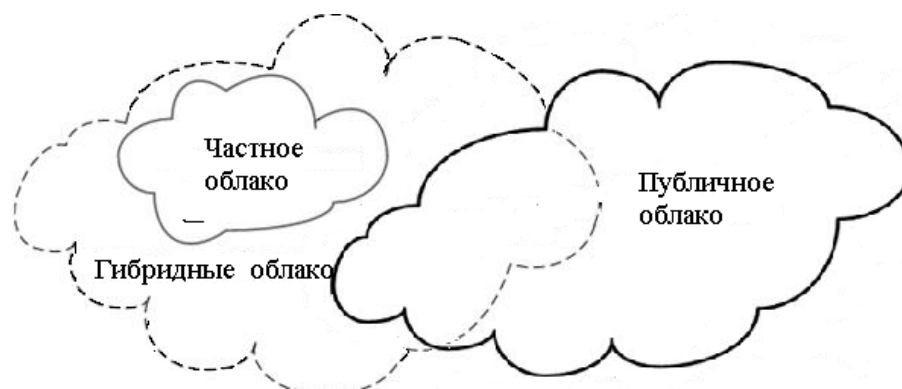 Частное
облако
Публичное
облако
Гибридные облако